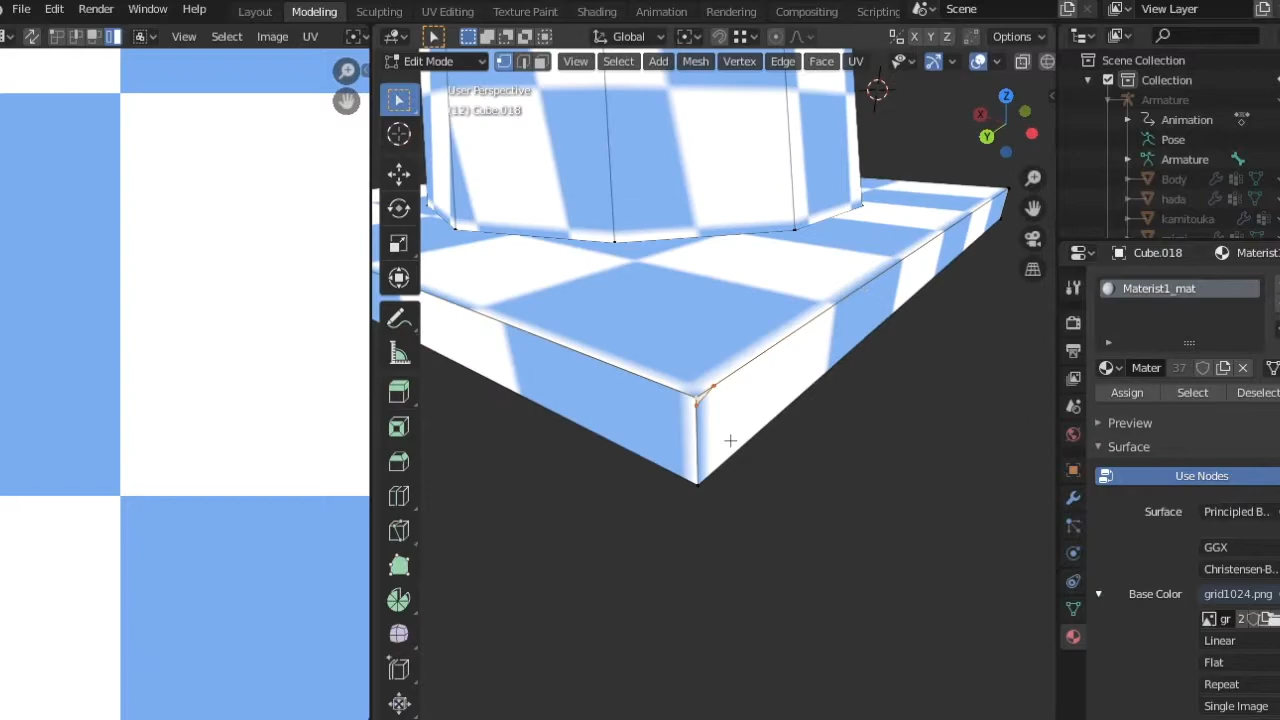 File Edit Render Window Help Layout Modeling Sculpting UV Editing Texture Paint Shading Animation Rendering Compositing Scripting Scene View Layer
View Select Image UV Global X Y Z Options
Edit Mode View Select Add Mesh Vertex Edge Face UV
User Perspective
(12) Cube.018
Z
X
Y
Scene Collection
Collection
Armature
Animation
Pose
Armature
Body
hada
kamitouka
Cube.018
Materist1_mat
Mater 37
Assign Select Deselect
Preview
Surface
Use Nodes
Surface Principled B..
GGX
Christensen-B..
Base Color grid1024.png
gr 2
Linear
Flat
Repeat
Single Image